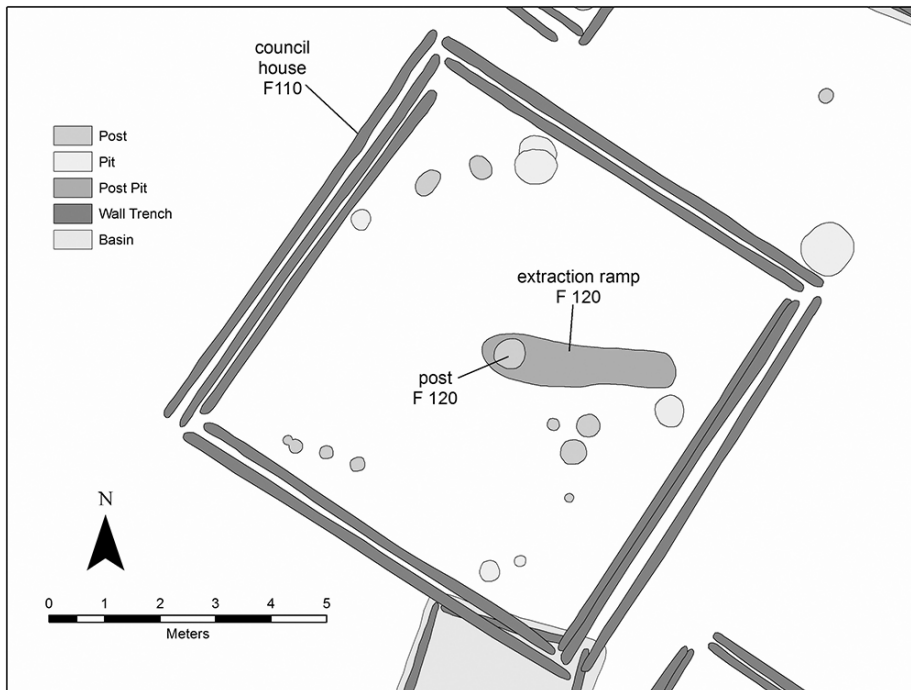 council
house
F110
Post
Pit
Post Pit
Wall Trench
Basin
extraction ramp
F 120
post
F 120
N
0 1 2 3 4 5
Meters